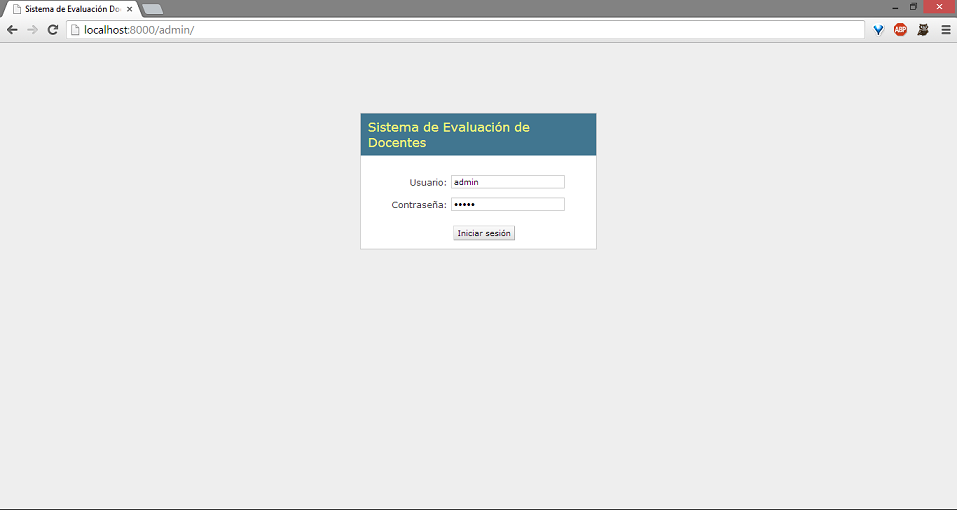 Sistema de Evaluación Do
localhost:8000/admin/
ABP
Sistema de Evaluación de
Docentes
Usuario: admin
Contraseña: •••••
Iniciar sesión